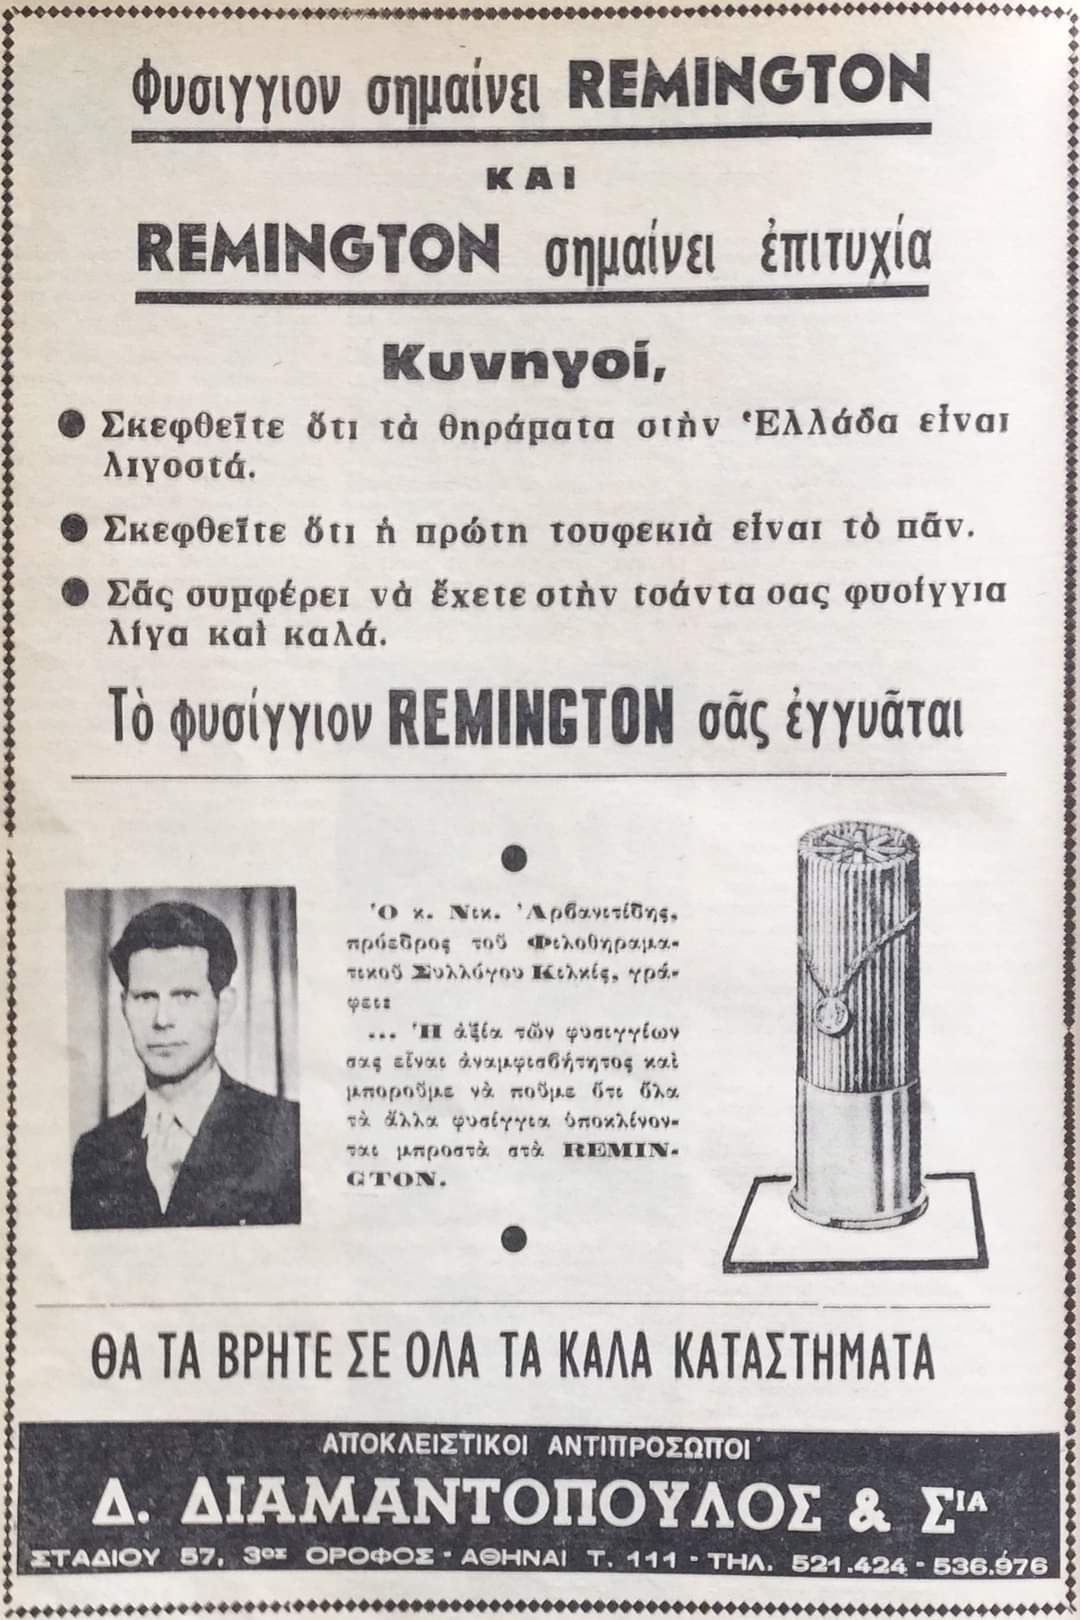 Φυσιγγιον σημαίνει REMINGTON
ΚΑΙ
REMINGTON σημαίνει ἐπιτυχία
Κυνηγοί,
● Σκεφθεῖτε ὅτι τὰ θηράματα στὴν Ἑλλάδα εἶναι
λιγοστά.
● Σκεφθεῖτε ὅτι ἡ πρώτη τουφεκιὰ εἶναι τὸ πᾶν.
● Σᾶς συμφέρει νὰ ἔχετε στὴν τσάντα σας φυσίγγια
λίγα καὶ καλά.
Τὸ φυσίγγιον REMINGTON σᾶς ἐγγυᾶται
Ὁ κ. Νικ. Ἀρβανιτίδης,
πρόεδρος τοῦ Φιλοθηραμα-
τικοῦ Συλλόγου Κιλκίς, γρά-
φει:
... Ἡ ἀξία τῶν φυσιγγίων
σας εἶναι ἀναμφισβήτητος καὶ
μποροῦμε νὰ ποῦμε ὅτι ὅλα
τὰ ἄλλα φυσίγγια ὑποκλίνον-
ται μπροστὰ στὰ REMIN-
GTON.
ΘΑ ΤΑ ΒΡΗΤΕ ΣΕ ΟΛΑ ΤΑ ΚΑΛΑ ΚΑΤΑΣΤΗΜΑΤΑ
ΑΠΟΚΛΕΙΣΤΙΚΟΙ ΑΝΤΙΠΡΟΣΩΠΟΙ
Δ. ΔΙΑΜΑΝΤΟΠΟΥΛΟΣ & ΣΙΑ
ΣΤΑΔΙΟΥ 57, 3ος ΟΡΟΦΟΣ - ΑΘΗΝΑΙ Τ. 111 - ΤΗΛ. 521.424 - 536.976